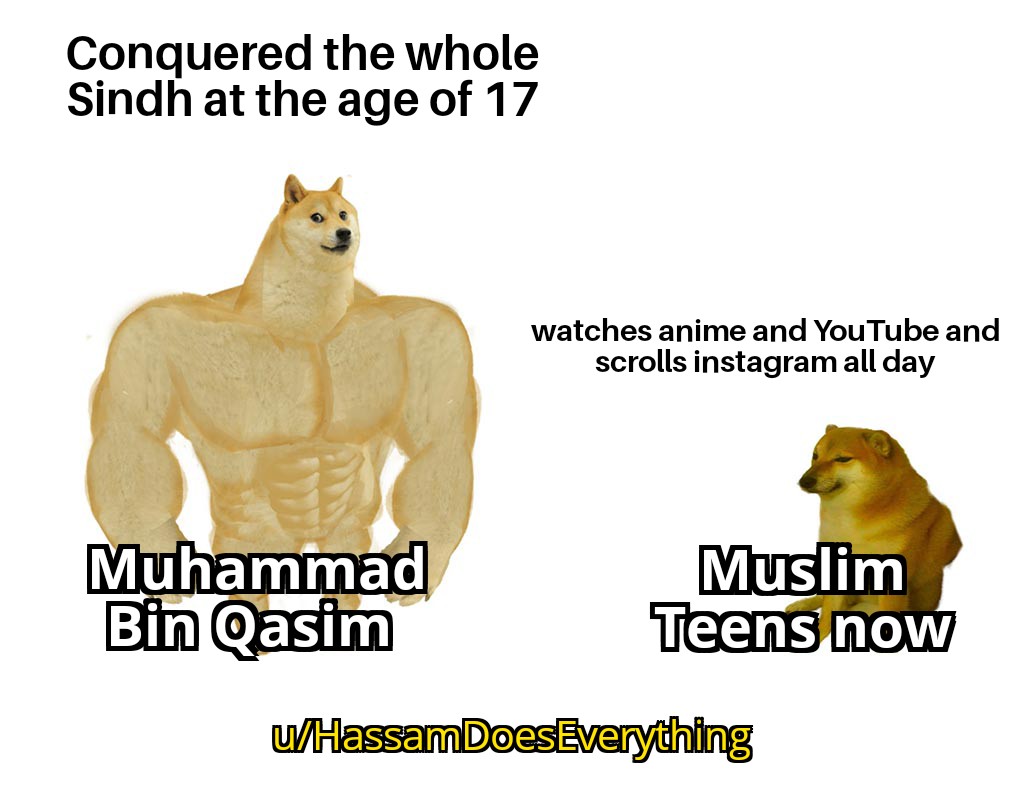 Conquered the whole
Sindh at the age of 17
watches anime and YouTube and
scrolls instagram all day
Muhammad
Bin Qasim
Muslim
Teens now
u/HassamDoesEverything